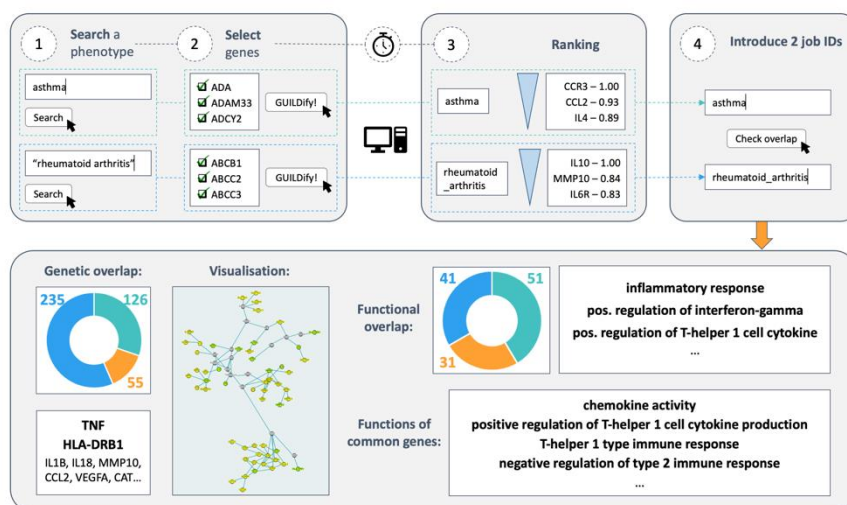 1
Search a
phenotype
2
Select
genes
3
Ranking
4
Introduce 2 job IDs
asthma
Search
ADA
ADAM33
ADCY2
GUILDify!
"rheumatoid arthritis"
Search
ABCB1
ABCC2
ABCC3
GUILDify!
asthma
CCR3 – 1.00
CCL2 – 0.93
IL4 – 0.89
rheumatoid
_arthritis
IL10 – 1.00
MMP10 – 0.84
IL6R – 0.83
asthma
Check overlap
rheumatoid_arthritis
Genetic overlap:
235
126
55
TNF
HLA-DRB1
IL1B, IL18, MMP10,
CCL2, VEGFA, CAT...
Visualisation:
Functional
overlap:
41
51
31
inflammatory response
pos. regulation of interferon-gamma
pos. regulation of T-helper 1 cell cytokine
...
Functions of
common genes:
chemokine activity
positive regulation of T-helper 1 cell cytokine production
T-helper 1 type immune response
negative regulation of type 2 immune response
...